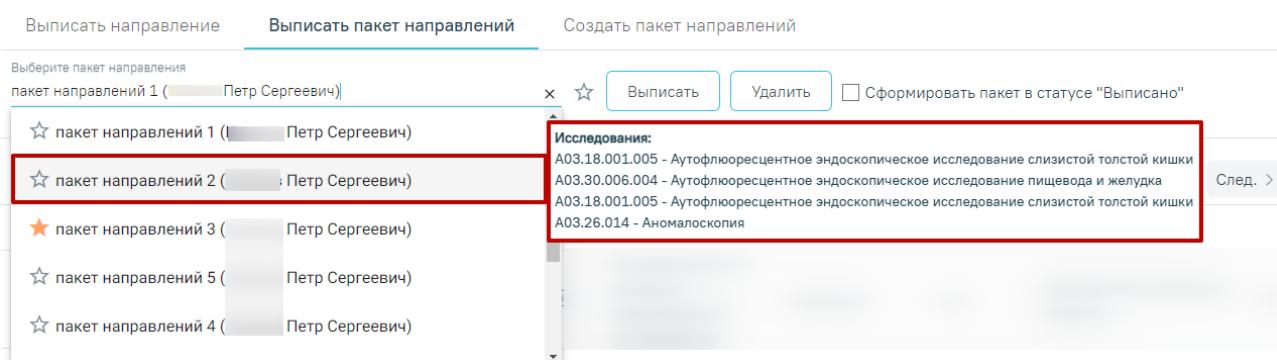 Выписать направление
Выписать пакет направлений
Создать пакет направлений
Выберите пакет направления
пакет направлений 1 ( Петр Сергеевич)
Выписать
Удалить
Сформировать пакет в статусе "Выписано"
пакет направлений 1 ( Петр Сергеевич)
пакет направлений 2 ( Петр Сергеевич)
пакет направлений 3 ( Петр Сергеевич)
пакет направлений 5 ( Петр Сергеевич)
пакет направлений 4 ( Петр Сергеевич)
Исследования:
A03.18.001.005 - Аутофлюоресцентное эндоскопическое исследование слизистой толстой кишки
A03.30.006.004 - Аутофлюоресцентное эндоскопическое исследование пищевода и желудка
A03.18.001.005 - Аутофлюоресцентное эндоскопическое исследование слизистой толстой кишки
A03.26.014 - Аномалоскопия
След.